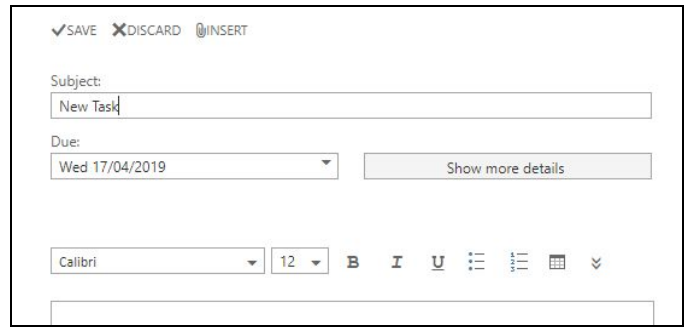 SAVE DISCARD INSERT
Subject:
New Task
Due:
Wed 17/04/2019 Show more details
Calibri 12 B I U